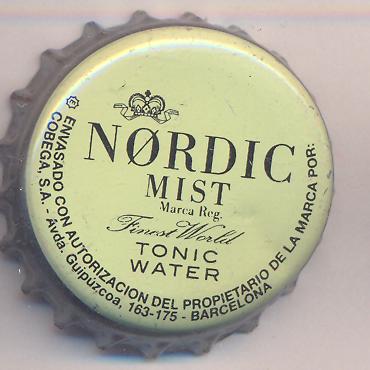 NØRDIC
MIST
Marca Reg.
Finest World
TONIC
WATER
ENVASADO CON AUTORIZACION DEL PROPIETARIO DE LA MARCA POR:
COBEGA, S.A. - Avda. Guipúzcoa, 163-175 - BARCELONA